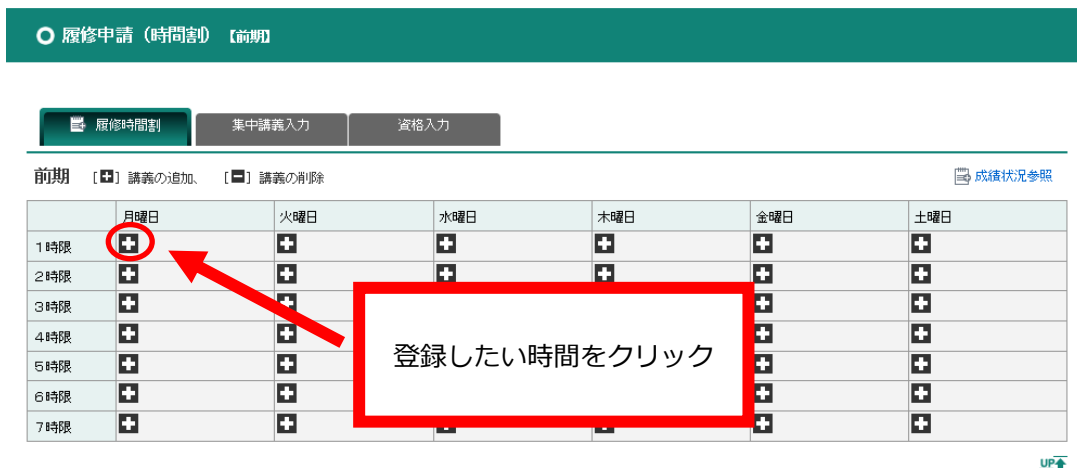 履修申請（時間割）【前期】
履修時間割 集中講義入力 資格入力
前期 [+] 講義の追加、 [-] 講義の削除 成績状況参照
月曜日 火曜日 水曜日 木曜日 金曜日 土曜日
1時限
2時限
3時限
4時限
5時限
6時限
7時限
登録したい時間をクリック
UP